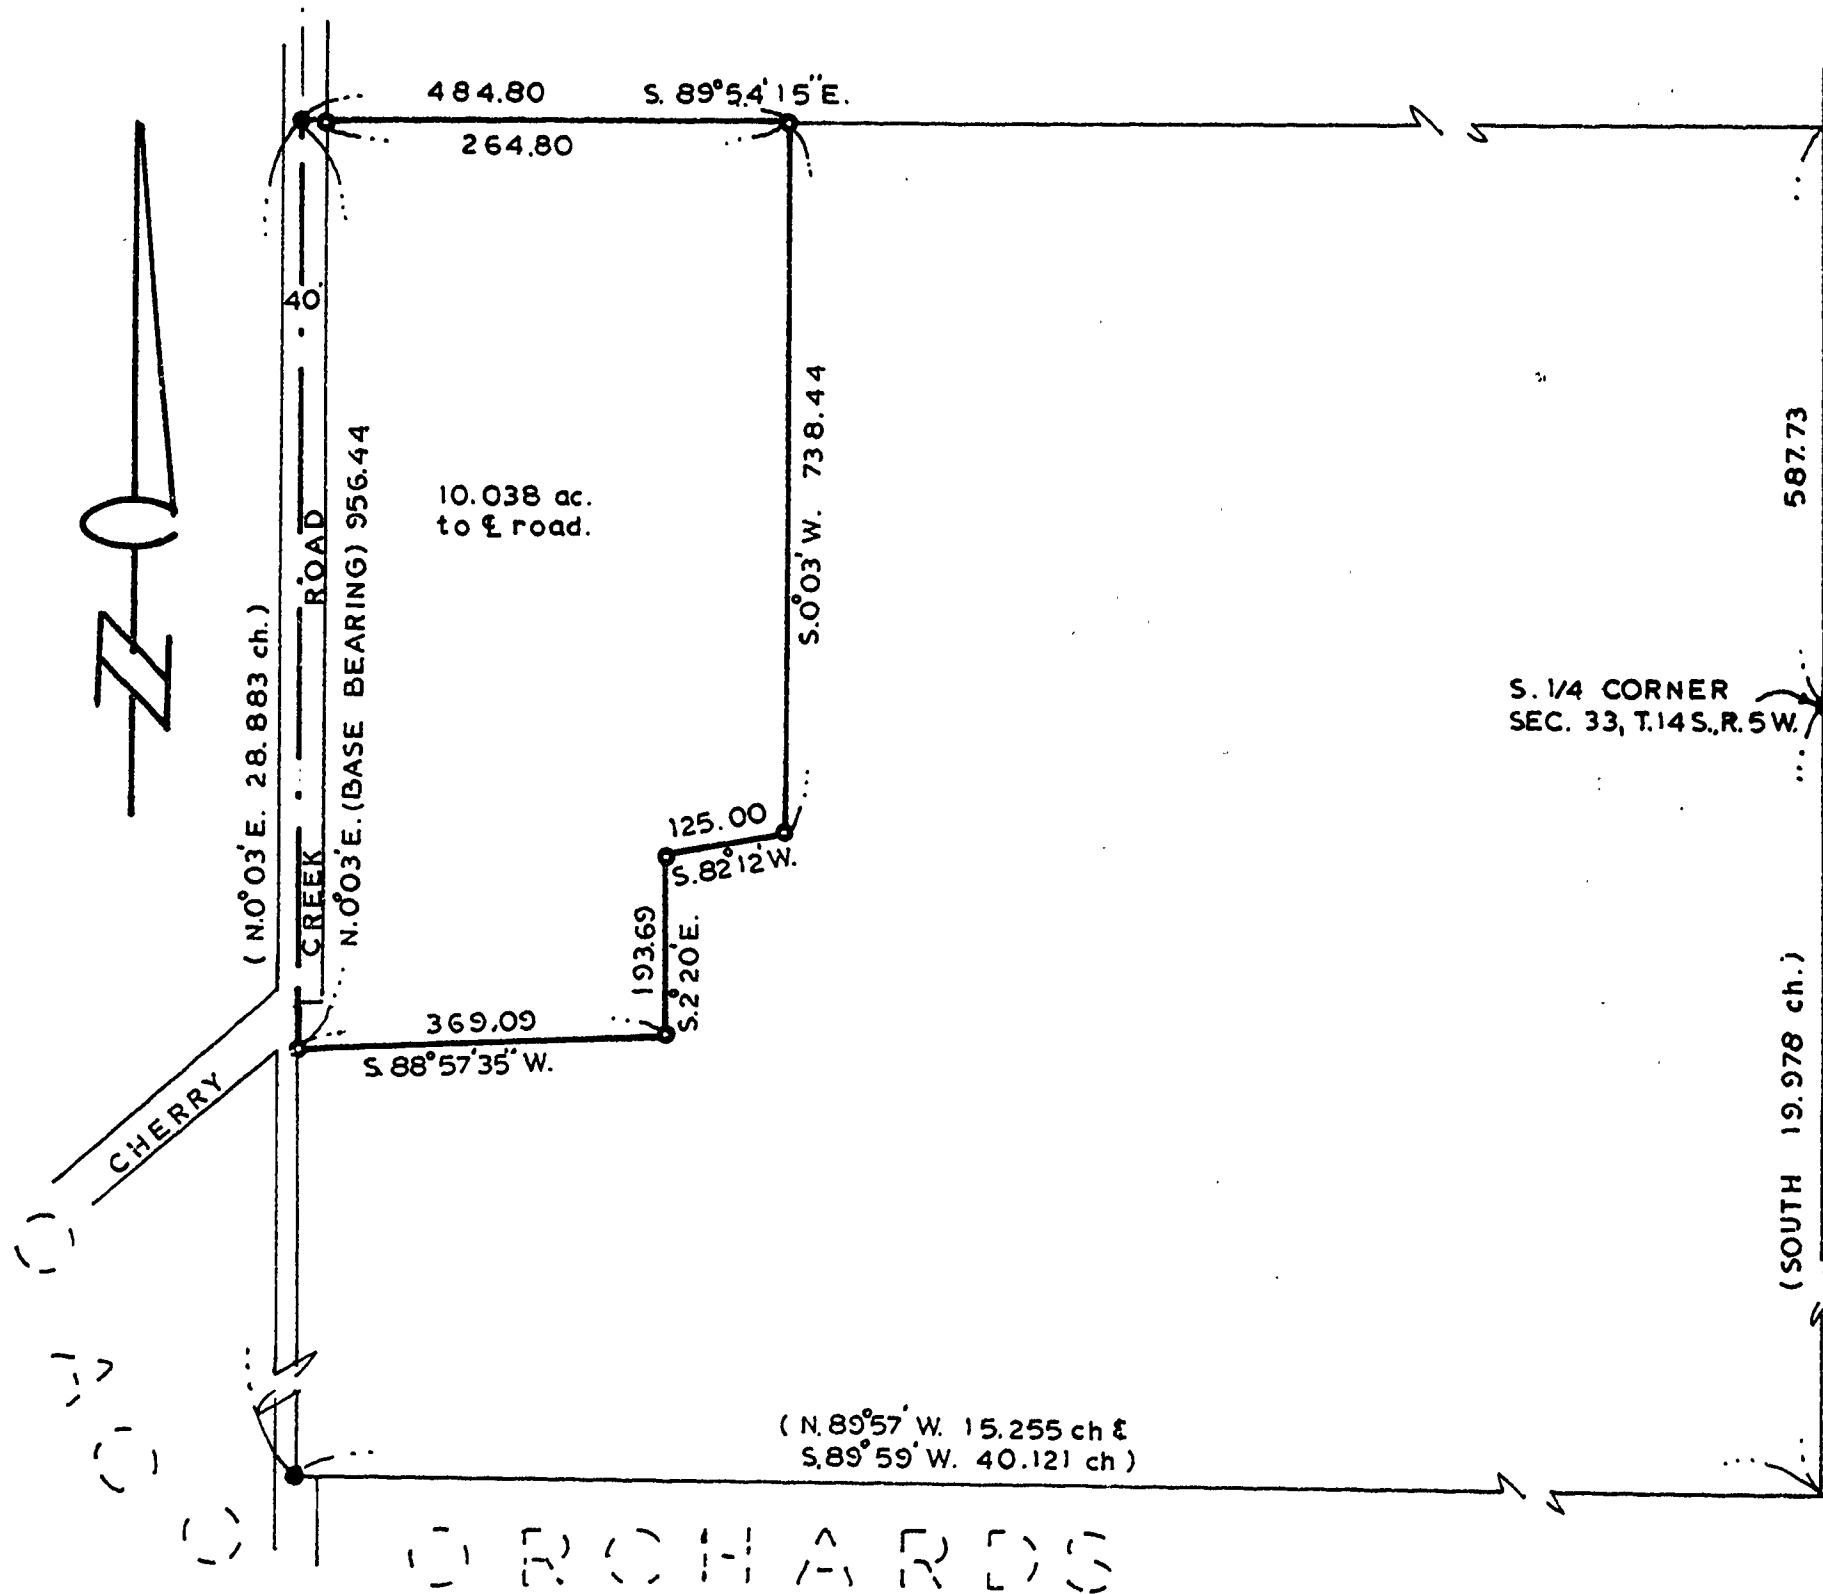 484.80 S. 89°54'15"E.
264.80
40'
10.038 ac.
to ℄ road.
S.0°03'W. 738.44
587.73
S. 1/4 CORNER
SEC. 33, T.14 S., R. 5 W.
(N.0°03'E. 28.883 ch.)
CREEK ROAD
N.0°03'E. (BASE BEARING) 956.44
125.00
S.82°12'W.
193.69
S.2°20'E.
369.09
S.88°57'35"W.
CHERRY
(SOUTH 19.978 ch.)
(N.89°57'W. 15.255 ch &
S.89°59'W. 40.121 ch)
N
ORCHARDS